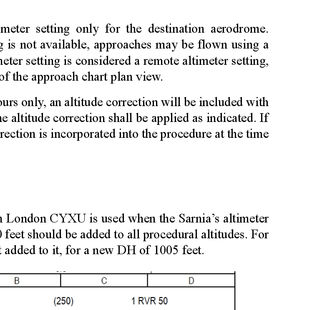 meter setting only for the destination aerodrome.
g is not available, approaches may be flown using a
neter setting is considered a remote altimeter setting,
of the approach chart plan view.
ours only, an altitude correction will be included with
e altitude correction shall be applied as indicated. If
rrection is incorporated into the procedure at the time
n London CYXU is used when the Sarnia's altimeter
0 feet should be added to all procedural altitudes. For
t added to it, for a new DH of 1005 feet.
B C D
(250) 1 RVR 50